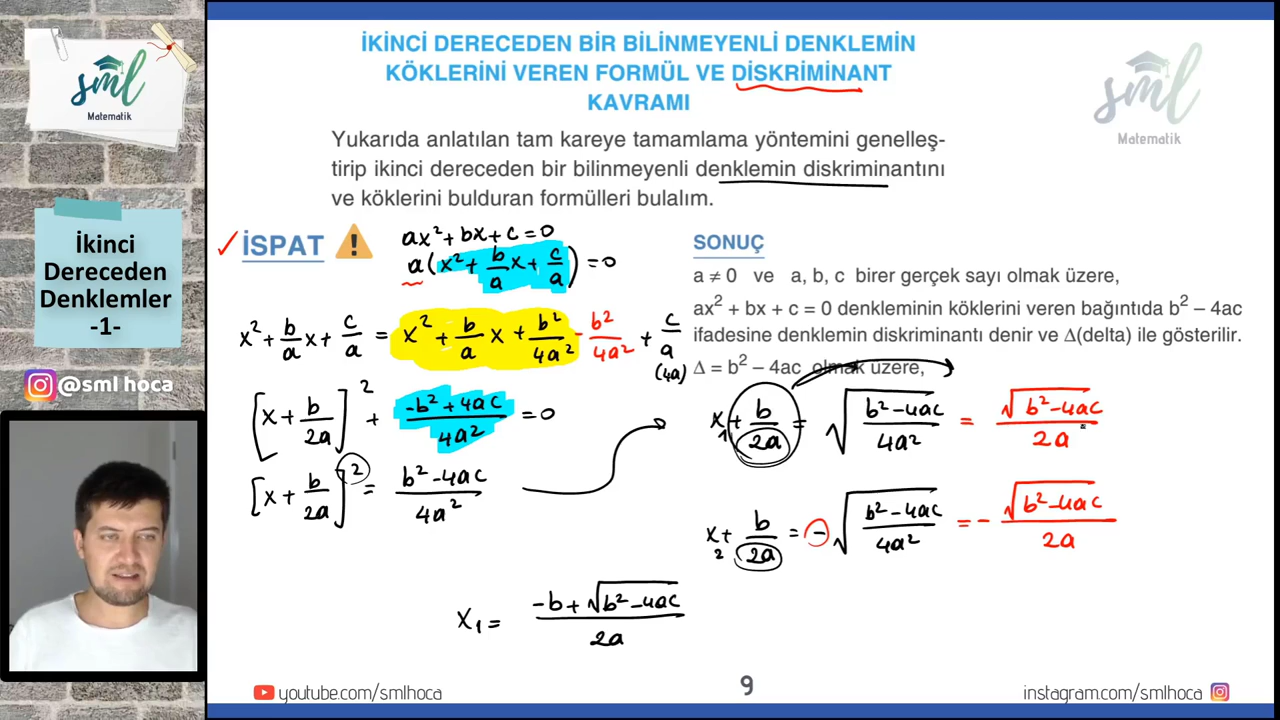 sml
Matematik
İkinci
Dereceden
Denklemler
-1-
@sml hoca
İKİNCİ DERECEDEN BİR BİLİNMEYENLİ DENKLEMİN
KÖKLERİNİ VEREN FORMÜL VE DİSKRİMİNANT
KAVRAMI
sml
Matematik
Yukarıda anlatılan tam kareye tamamlama yöntemini genelleş-
tirip ikinci dereceden bir bilinmeyenli denklemin diskriminantını
ve köklerini bulduran formülleri bulalım.
✓ İSPAT !
ax² + bx + c = 0
a(x² + b/a x + c/a) = 0
x² + b/a x + c/a = x² + b/a x + b²/4a² - b²/4a² + c/a
(4a)
[x + b/2a]² + -b² + 4ac/4a² = 0
[x + b/2a]² = b² - 4ac/4a²
SONUÇ
a ≠ 0 ve a, b, c birer gerçek sayı olmak üzere,
ax² + bx + c = 0 denkleminin köklerini veren bağıntıda b² – 4ac
ifadesine denklemin diskriminantı denir ve Δ(delta) ile gösterilir.
Δ = b² – 4ac olmak üzere,
x₁ + b/2a = √(b² - 4ac/4a²) = √(b² - 4ac)/2a
x₂ + b/2a = -√(b² - 4ac/4a²) = - √(b² - 4ac)/2a
x₁ = -b + √(b² - 4ac)/2a
youtube.com/smlhoca
9
instagram.com/smlhoca